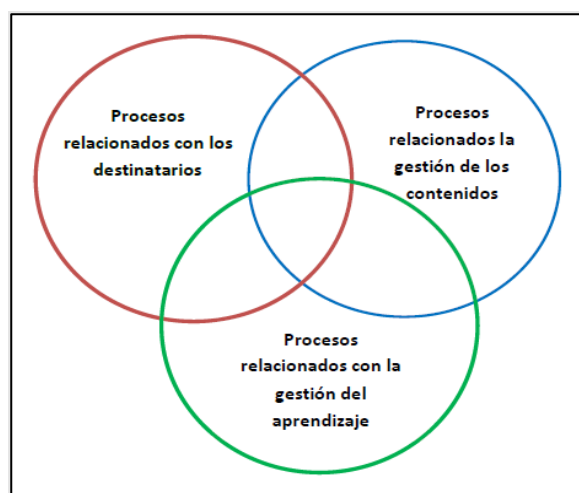 Procesos
relacionados con los
destinatarios
Procesos
relacionados la
gestión de los
contenidos
Procesos
relacionados con la
gestión del
aprendizaje